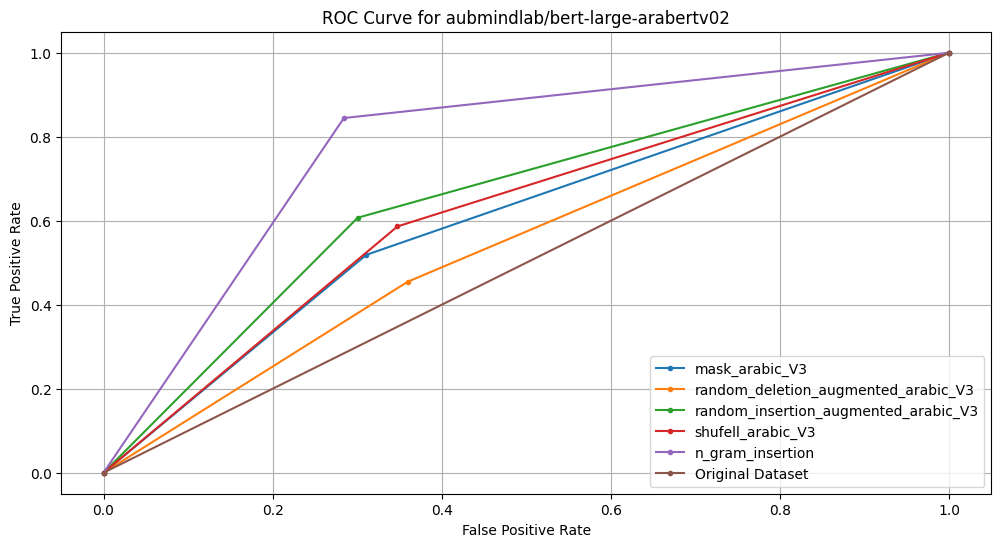 ROC Curve for aubmindlab/bert-large-arabertv02
True Positive Rate
1.0
0.8
0.6
0.4
0.2
0.0
0.0 0.2 0.4 0.6 0.8 1.0
False Positive Rate
mask_arabic_V3
random_deletion_augmented_arabic_V3
random_insertion_augmented_arabic_V3
shufell_arabic_V3
n_gram_insertion
Original Dataset